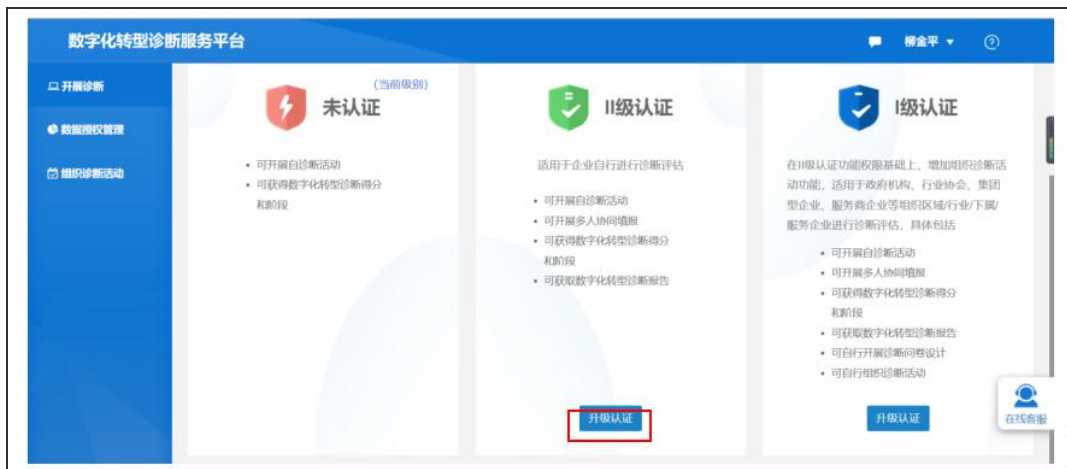 数字化转型诊断服务平台
柳金平
开展诊断
数据授权管理
组织诊断活动
(当前级别)
未认证
• 可开展自诊断活动
• 可获得数字化转型诊断得分
和阶段
II级认证
适用于企业自行进行诊断评估
• 可开展自诊断活动
• 可开展多人协同填报
• 可获得数字化转型诊断得分
和阶段
• 可获取数字化转型诊断报告
升级认证
I级认证
在II级认证功能权限基础上，增加组织诊断活
动功能，适用于政府机构、行业协会、集团
型企业、服务商企业等组织区域/行业/下属/
服务企业进行诊断评估，具体包括
• 可开展自诊断活动
• 可开展多人协同填报
• 可获得数字化转型诊断得分
和阶段
• 可获取数字化转型诊断报告
• 可自行开展诊断问卷设计
• 可自行组织诊断活动
升级认证
在线客服